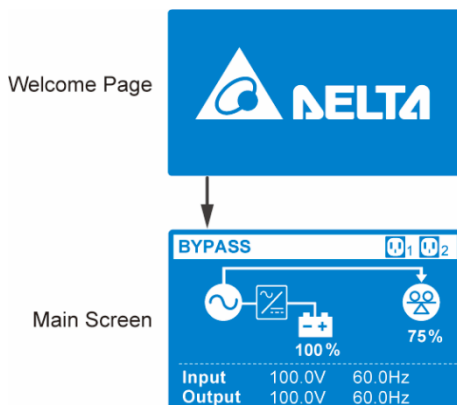 Welcome Page
DELTA
Main Screen
BYPASS 1 2
75%
100%
Input 100.0V 60.0Hz
Output 100.0V 60.0Hz